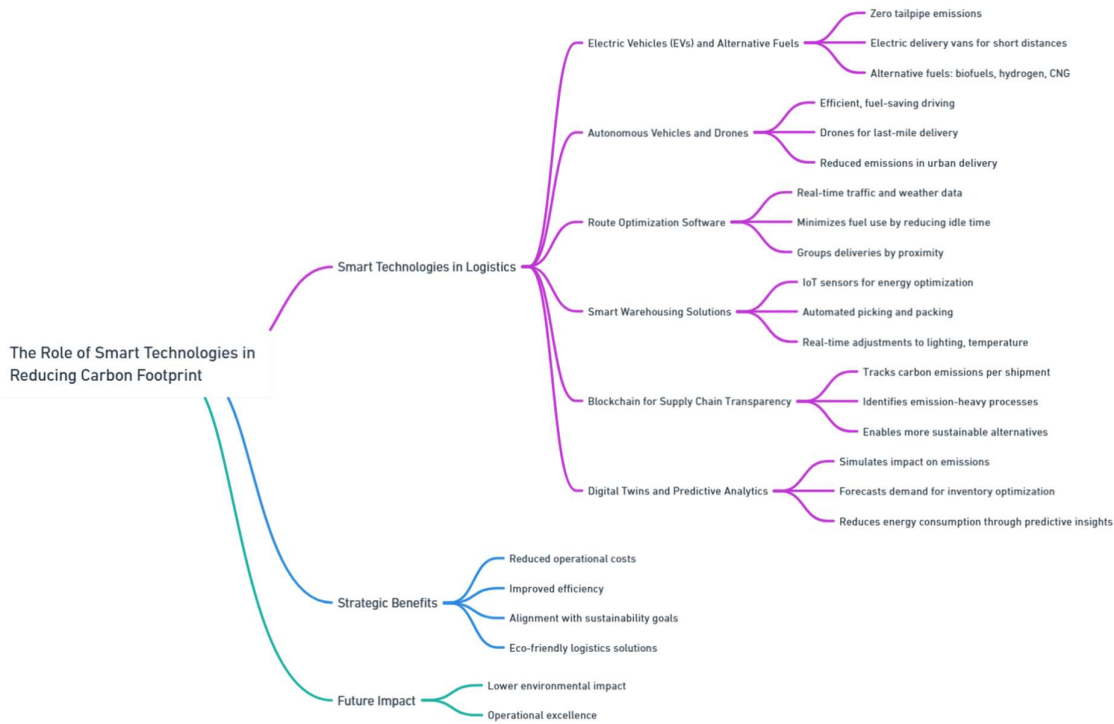 The Role of Smart Technologies in
Reducing Carbon Footprint
Smart Technologies in Logistics
Electric Vehicles (EVs) and Alternative Fuels
Zero tailpipe emissions
Electric delivery vans for short distances
Alternative fuels: biofuels, hydrogen, CNG
Autonomous Vehicles and Drones
Efficient, fuel-saving driving
Drones for last-mile delivery
Reduced emissions in urban delivery
Route Optimization Software
Real-time traffic and weather data
Minimizes fuel use by reducing idle time
Groups deliveries by proximity
Smart Warehousing Solutions
IoT sensors for energy optimization
Automated picking and packing
Real-time adjustments to lighting, temperature
Blockchain for Supply Chain Transparency
Tracks carbon emissions per shipment
Identifies emission-heavy processes
Enables more sustainable alternatives
Digital Twins and Predictive Analytics
Simulates impact on emissions
Forecasts demand for inventory optimization
Reduces energy consumption through predictive insights
Strategic Benefits
Reduced operational costs
Improved efficiency
Alignment with sustainability goals
Eco-friendly logistics solutions
Future Impact
Lower environmental impact
Operational excellence